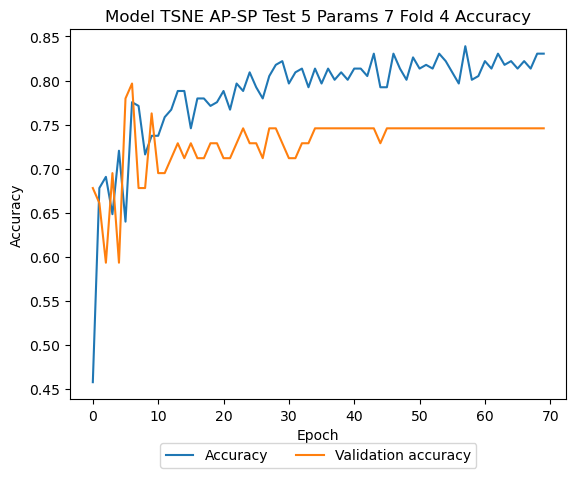 Model TSNE AP-SP Test 5 Params 7 Fold 4 Accuracy
0.85
0.80
0.75
0.70
0.65
0.60
0.55
0.50
0.45
Accuracy
0 10 20 30 40 50 60 70
Epoch
Accuracy Validation accuracy